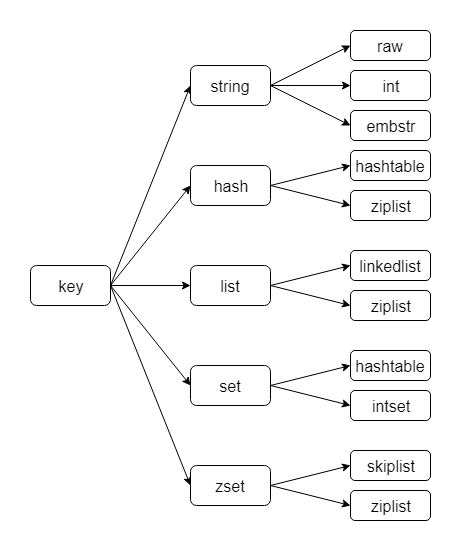 raw
string
int
embstr
hashtable
hash
ziplist
linkedlist
key
list
ziplist
hashtable
set
intset
skiplist
zset
ziplist